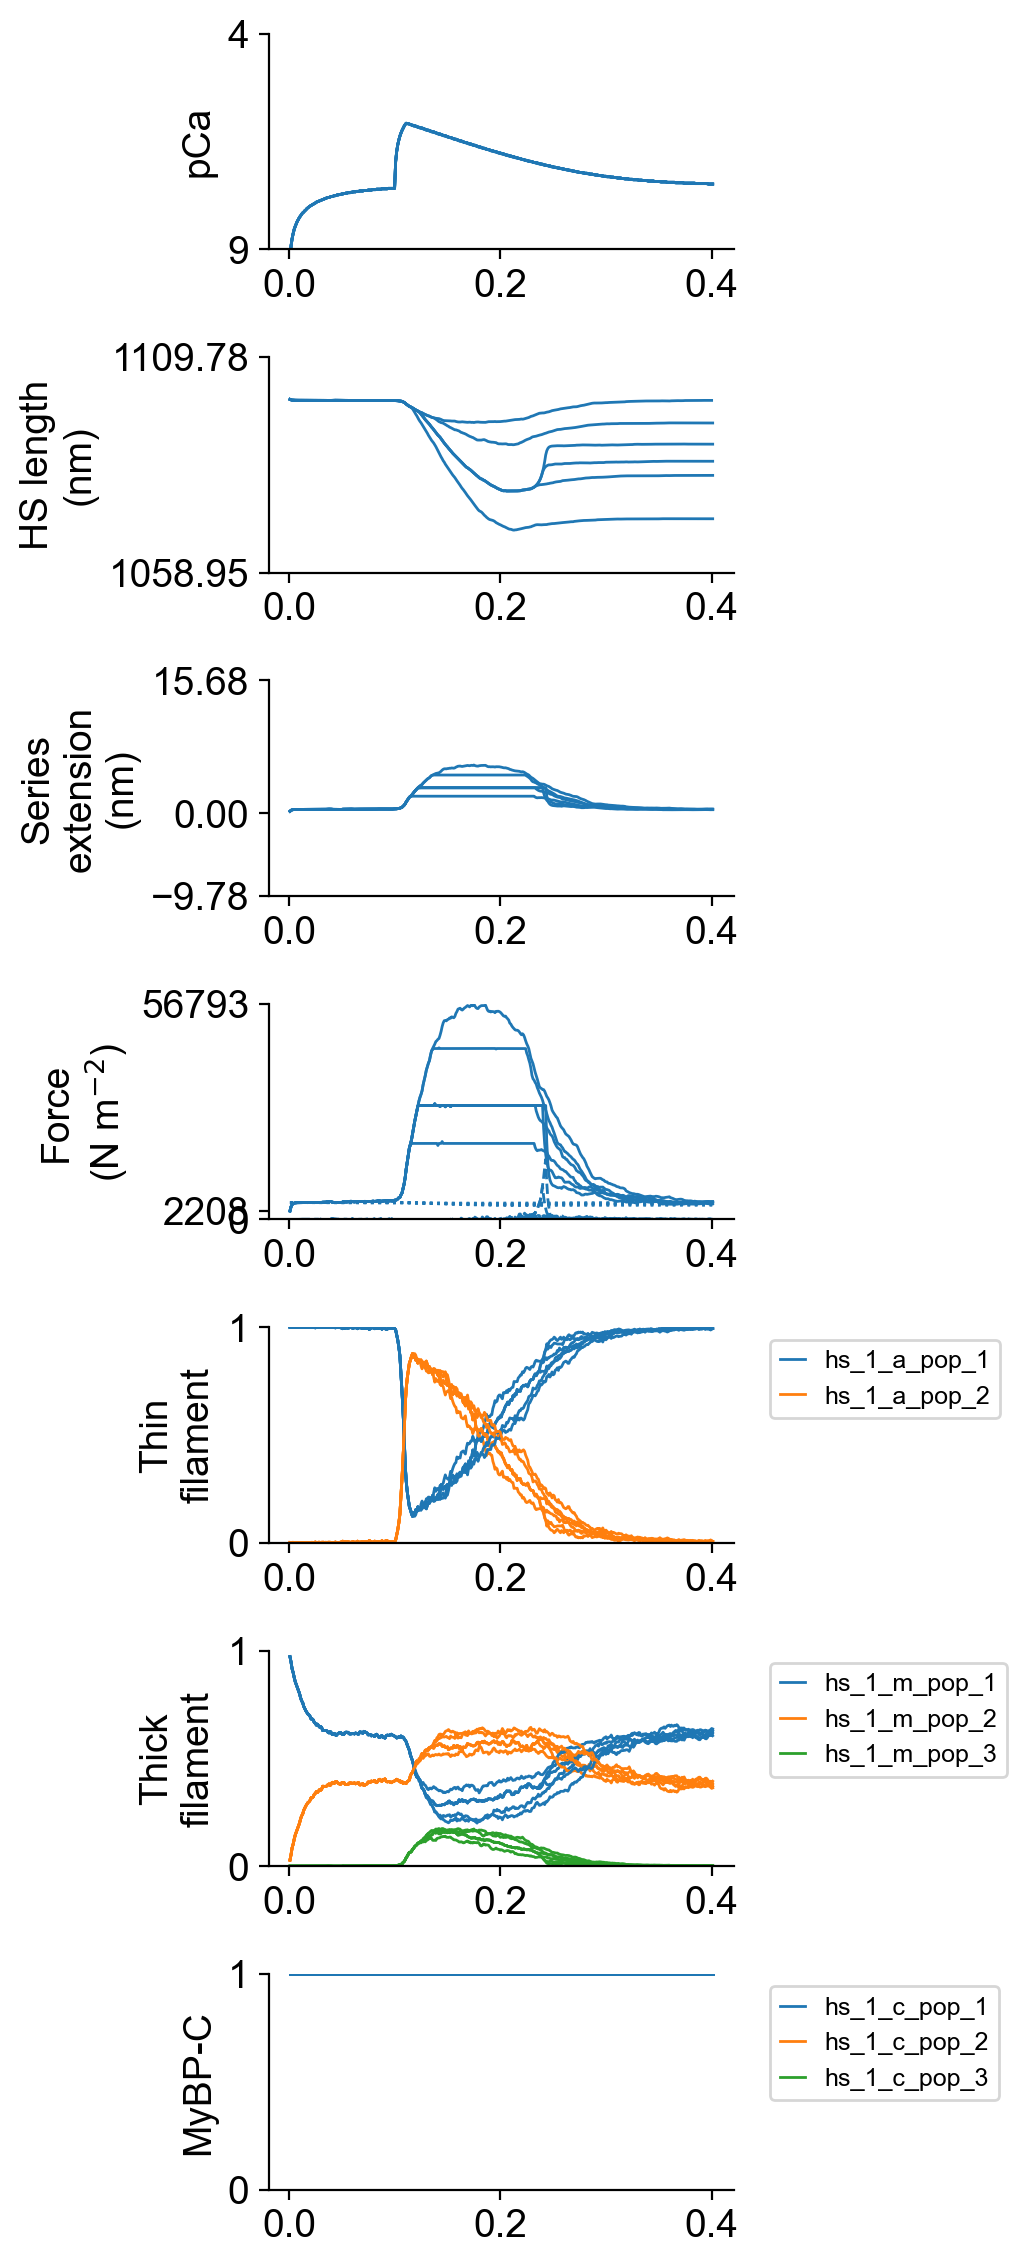 4
pCa
9
0.0 0.2 0.4
1109.78
HS length
(nm)
1058.95
0.0 0.2 0.4
15.68
Series
extension
(nm)
0.00
−9.78
0.0 0.2 0.4
56793
Force
(N m⁻²)
2208
0
0.0 0.2 0.4
1
Thin
filament
0
0.0 0.2 0.4
hs_1_a_pop_1
hs_1_a_pop_2
1
Thick
filament
0
0.0 0.2 0.4
hs_1_m_pop_1
hs_1_m_pop_2
hs_1_m_pop_3
1
MyBP-C
0
0.0 0.2 0.4
hs_1_c_pop_1
hs_1_c_pop_2
hs_1_c_pop_3